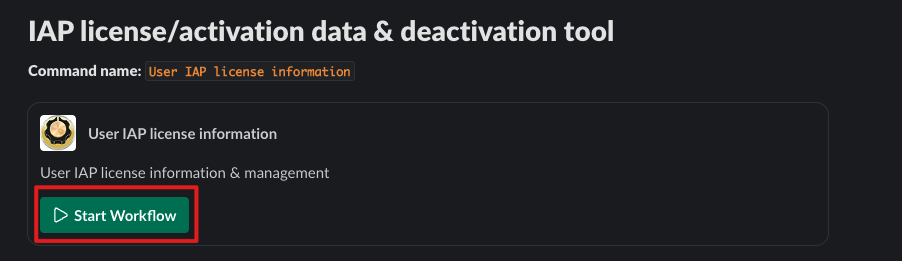 IAP license/activation data & deactivation tool
Command name: User IAP license information
User IAP license information
User IAP license information & management
Start Workflow